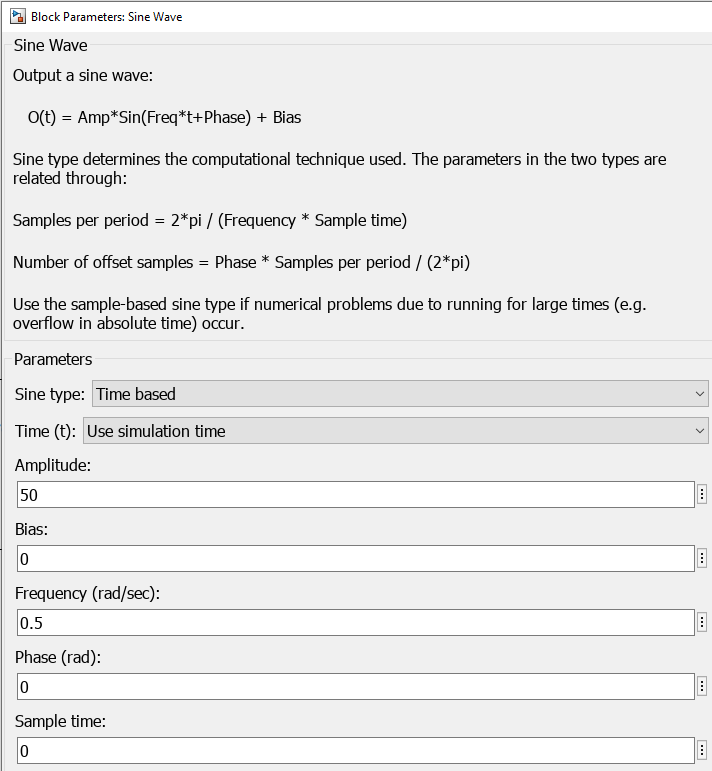 Block Parameters: Sine Wave
Sine Wave
Output a sine wave:
O(t) = Amp*Sin(Freq*t+Phase) + Bias
Sine type determines the computational technique used. The parameters in the two types are
related through:
Samples per period = 2*pi / (Frequency * Sample time)
Number of offset samples = Phase * Samples per period / (2*pi)
Use the sample-based sine type if numerical problems due to running for large times (e.g.
overflow in absolute time) occur.
Parameters
Sine type: Time based
Time (t): Use simulation time
Amplitude:
50
Bias:
0
Frequency (rad/sec):
0.5
Phase (rad):
0
Sample time:
0